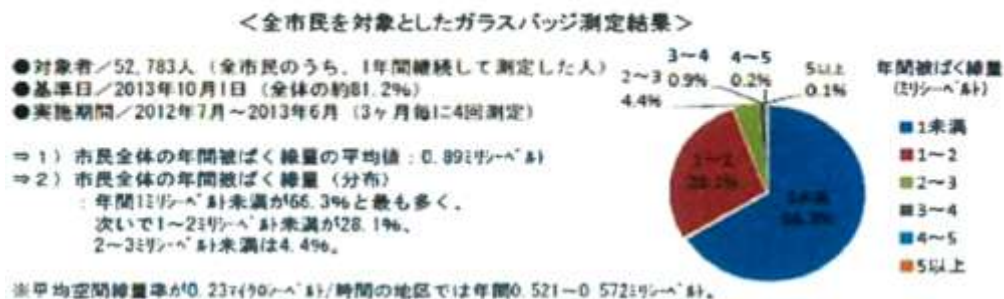 ＜全市民を対象としたガラスバッジ測定結果＞
●対象者／52,783人（全市民のうち、1年間継続して測定した人）
●基準日／2013年10月1日（全体の約81.2%）
●実施期間／2012年7月～2013年6月（3ヶ月毎に4回測定）
⇒１）市民全体の年間被ばく線量の平均値：0.89ﾐﾘｼｰﾍﾞﾙﾄ
⇒２）市民全体の年間被ばく線量（分布）
：年間1ﾐﾘｼｰﾍﾞﾙﾄ未満が66.3%と最も多く、
次いで1～2ﾐﾘｼｰﾍﾞﾙﾄ未満が28.1%、
2～3ﾐﾘｼｰﾍﾞﾙﾄ未満は4.4%。
※平均空間線量率が0.23ﾏｲｸﾛｼｰﾍﾞﾙﾄ/時間の地区では年間0.521～0.572ﾐﾘｼｰﾍﾞﾙﾄ。
2～3
4.4%
3～4
0.9%
4～5
0.2%
5以上
0.1%
1～2
28.1%
1未満
66.3%
年間被ばく線量
(ﾐﾘｼｰﾍﾞﾙﾄ)
1未満
1～2
2～3
3～4
4～5
5以上